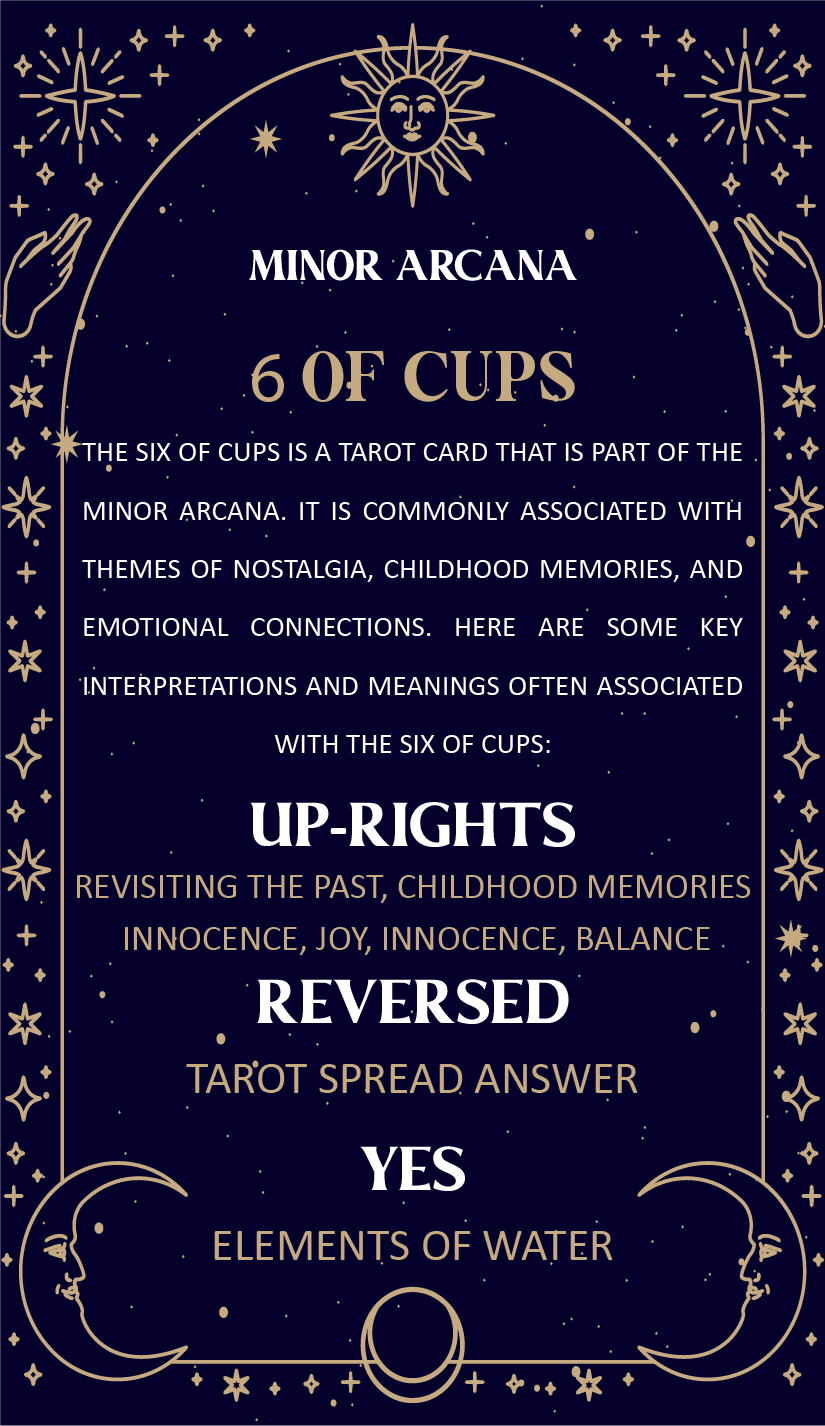 MINOR ARCANA
6 OF CUPS
THE SIX OF CUPS IS A TAROT CARD THAT IS PART OF THE
MINOR ARCANA. IT IS COMMONLY ASSOCIATED WITH
THEMES OF NOSTALGIA, CHILDHOOD MEMORIES, AND
EMOTIONAL CONNECTIONS. HERE ARE SOME KEY
INTERPRETATIONS AND MEANINGS OFTEN ASSOCIATED
WITH THE SIX OF CUPS:
UP-RIGHTS
REVISITING THE PAST, CHILDHOOD MEMORIES
INNOCENCE, JOY, INNOCENCE, BALANCE
REVERSED
TAROT SPREAD ANSWER
YES
ELEMENTS OF WATER